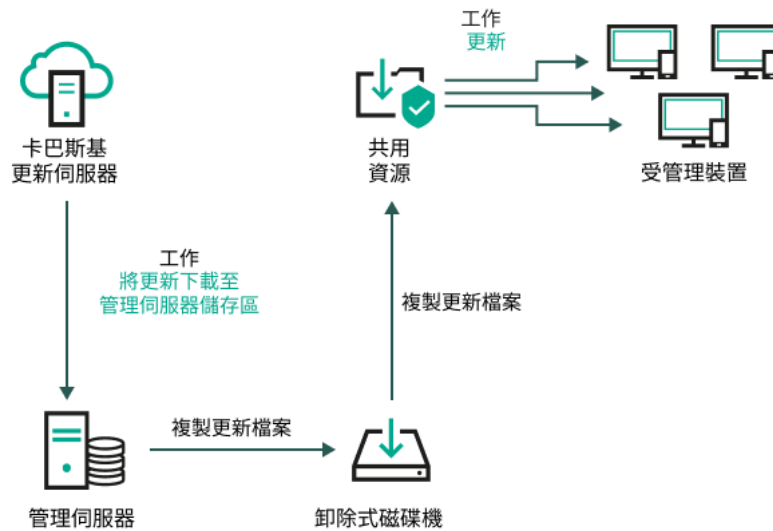 工作
更新
卡巴斯基
更新伺服器
共用
資源
受管理裝置
工作
將更新下載至
管理伺服器儲存區
複製更新檔案
複製更新檔案
管理伺服器
卸除式磁碟機